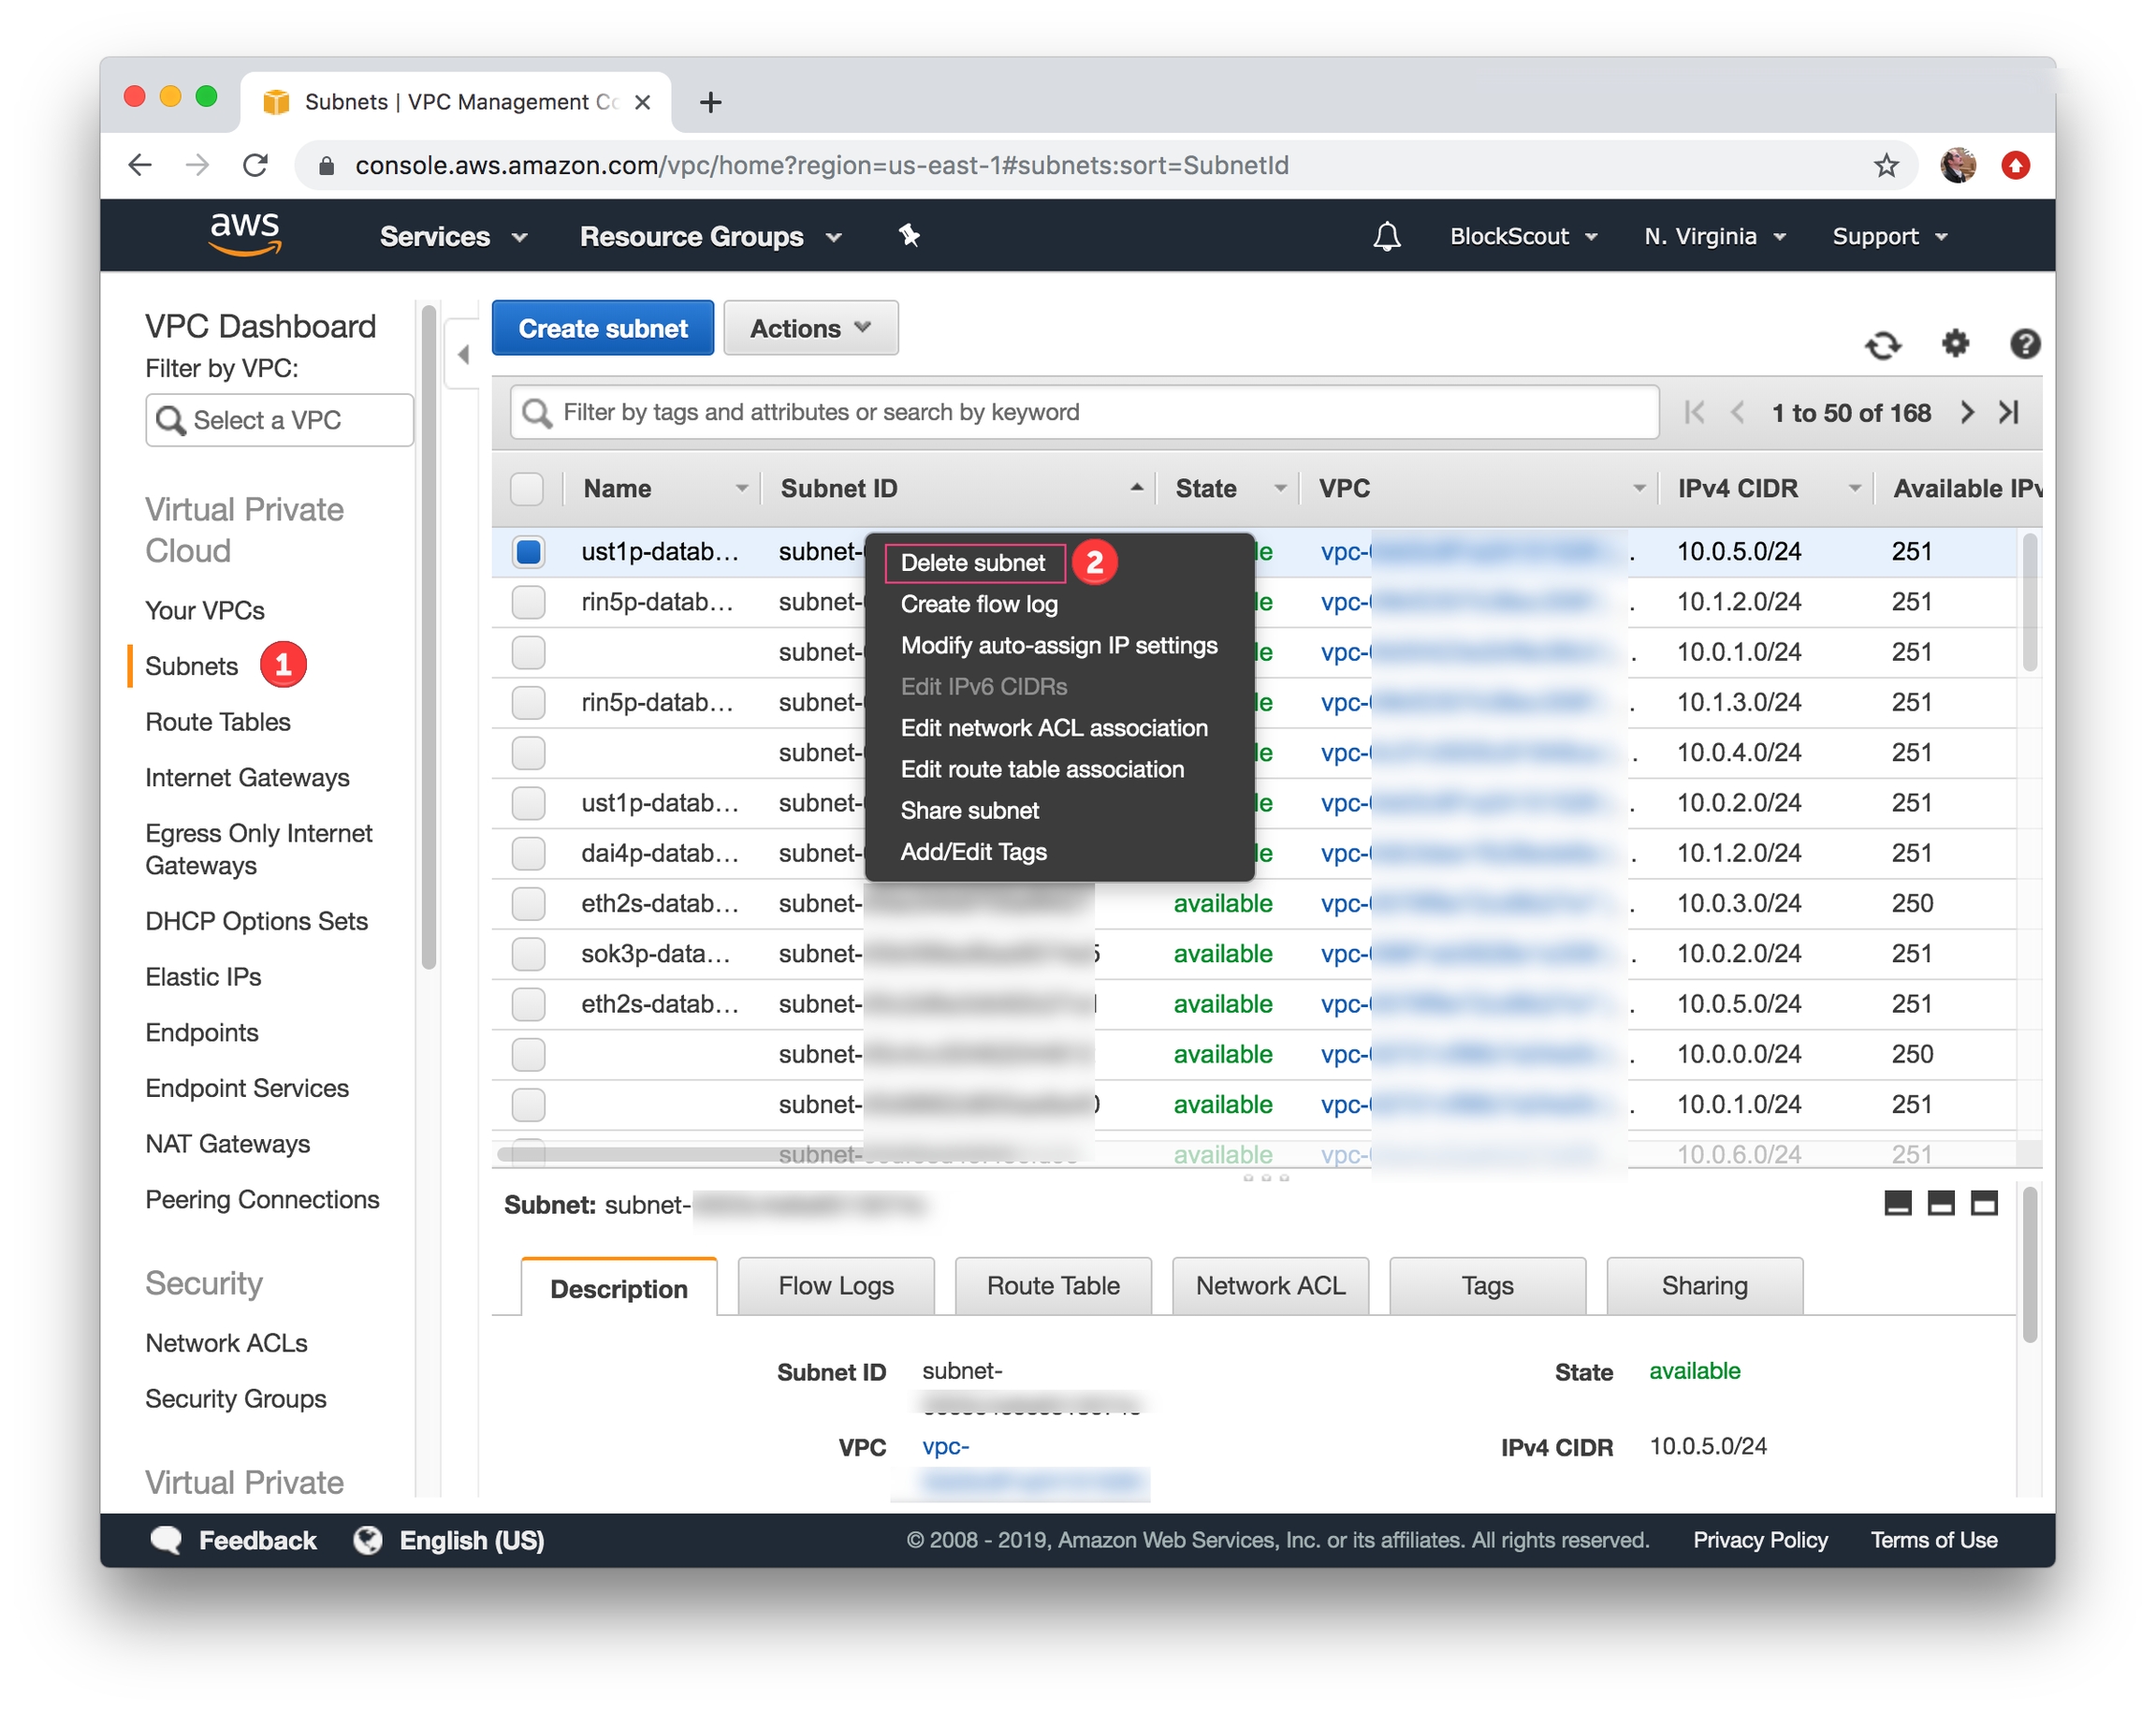 Subnets | VPC Management Co
console.aws.amazon.com/vpc/home?region=us-east-1#subnets:sort=SubnetId
aws Services Resource Groups BlockScout N. Virginia Support
VPC Dashboard
Filter by VPC:
Select a VPC
Virtual Private
Cloud
Your VPCs
Subnets 1
Route Tables
Internet Gateways
Egress Only Internet
Gateways
DHCP Options Sets
Elastic IPs
Endpoints
Endpoint Services
NAT Gateways
Peering Connections
Security
Network ACLs
Security Groups
Virtual Private
Create subnet Actions
Filter by tags and attributes or search by keyword 1 to 50 of 168
Name Subnet ID State VPC IPv4 CIDR Available IPv
ust1p-datab... subnet- le vpc- . 10.0.5.0/24 251
rin5p-datab... subnet- le vpc- . 10.1.2.0/24 251
subnet- le vpc- . 10.0.1.0/24 251
rin5p-datab... subnet- le vpc- . 10.1.3.0/24 251
subnet- le vpc- . 10.0.4.0/24 251
ust1p-datab... subnet- le vpc- . 10.0.2.0/24 251
dai4p-datab... subnet- le vpc- . 10.1.2.0/24 251
eth2s-datab... subnet- available vpc- . 10.0.3.0/24 250
sok3p-data... subnet- 5 available vpc- . 10.0.2.0/24 251
eth2s-datab... subnet- available vpc- . 10.0.5.0/24 251
subnet- available vpc- . 10.0.0.0/24 250
subnet- 0 available vpc- . 10.0.1.0/24 251
subnet- available vpc- 10.0.6.0/24 251
Delete subnet 2
Create flow log
Modify auto-assign IP settings
Edit IPv6 CIDRs
Edit network ACL association
Edit route table association
Share subnet
Add/Edit Tags
Subnet: subnet-
Description Flow Logs Route Table Network ACL Tags Sharing
Subnet ID subnet- State available
VPC vpc- IPv4 CIDR 10.0.5.0/24
Feedback English (US) © 2008 - 2019, Amazon Web Services, Inc. or its affiliates. All rights reserved. Privacy Policy Terms of Use